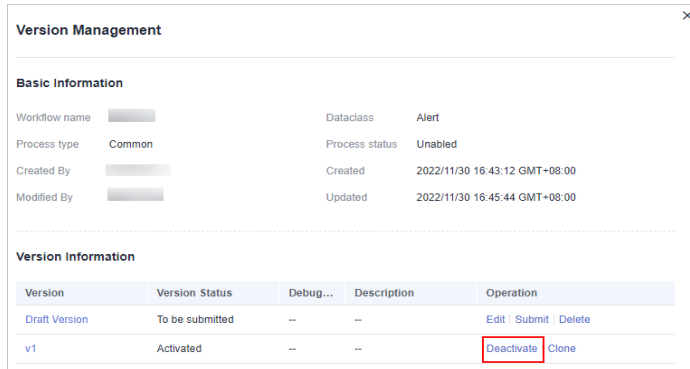 Version Management
Basic Information
Workflow name Dataclass Alert
Process type Common Process status Unabled
Created By Created 2022/11/30 16:43:12 GMT+08:00
Modified By Updated 2022/11/30 16:45:44 GMT+08:00
Version Information
Version Version Status Debug... Description Operation
Draft Version To be submitted -- -- Edit | Submit | Delete
v1 Activated -- -- Deactivate Clone